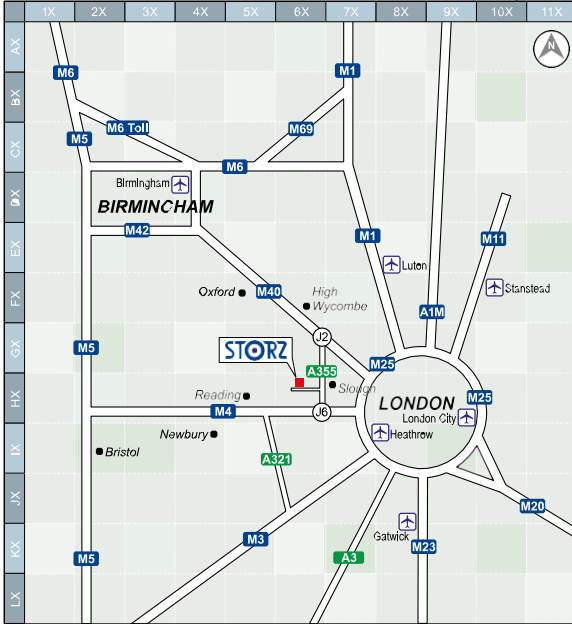 1X 2X 3X 4X 5X 6X 7X 8X 9X 10X 11X
AX
BX
CX
DX
EX
FX
GX
HX
IX
JX
KX
LX
N
M6
M1
M5
M6 Toll
M69
M6
Birmingham
BIRMINGHAM
M42
M1
M11
Luton
Oxford
M40
High
Wycombe
Stanstead
A1M
J2
M5
STORZ
M25
A355
Slough
Reading
M25
LONDON
M4
J6
London City
Heathrow
Newbury
Bristol
A321
M20
Gatwick
M3
M23
M5
A3